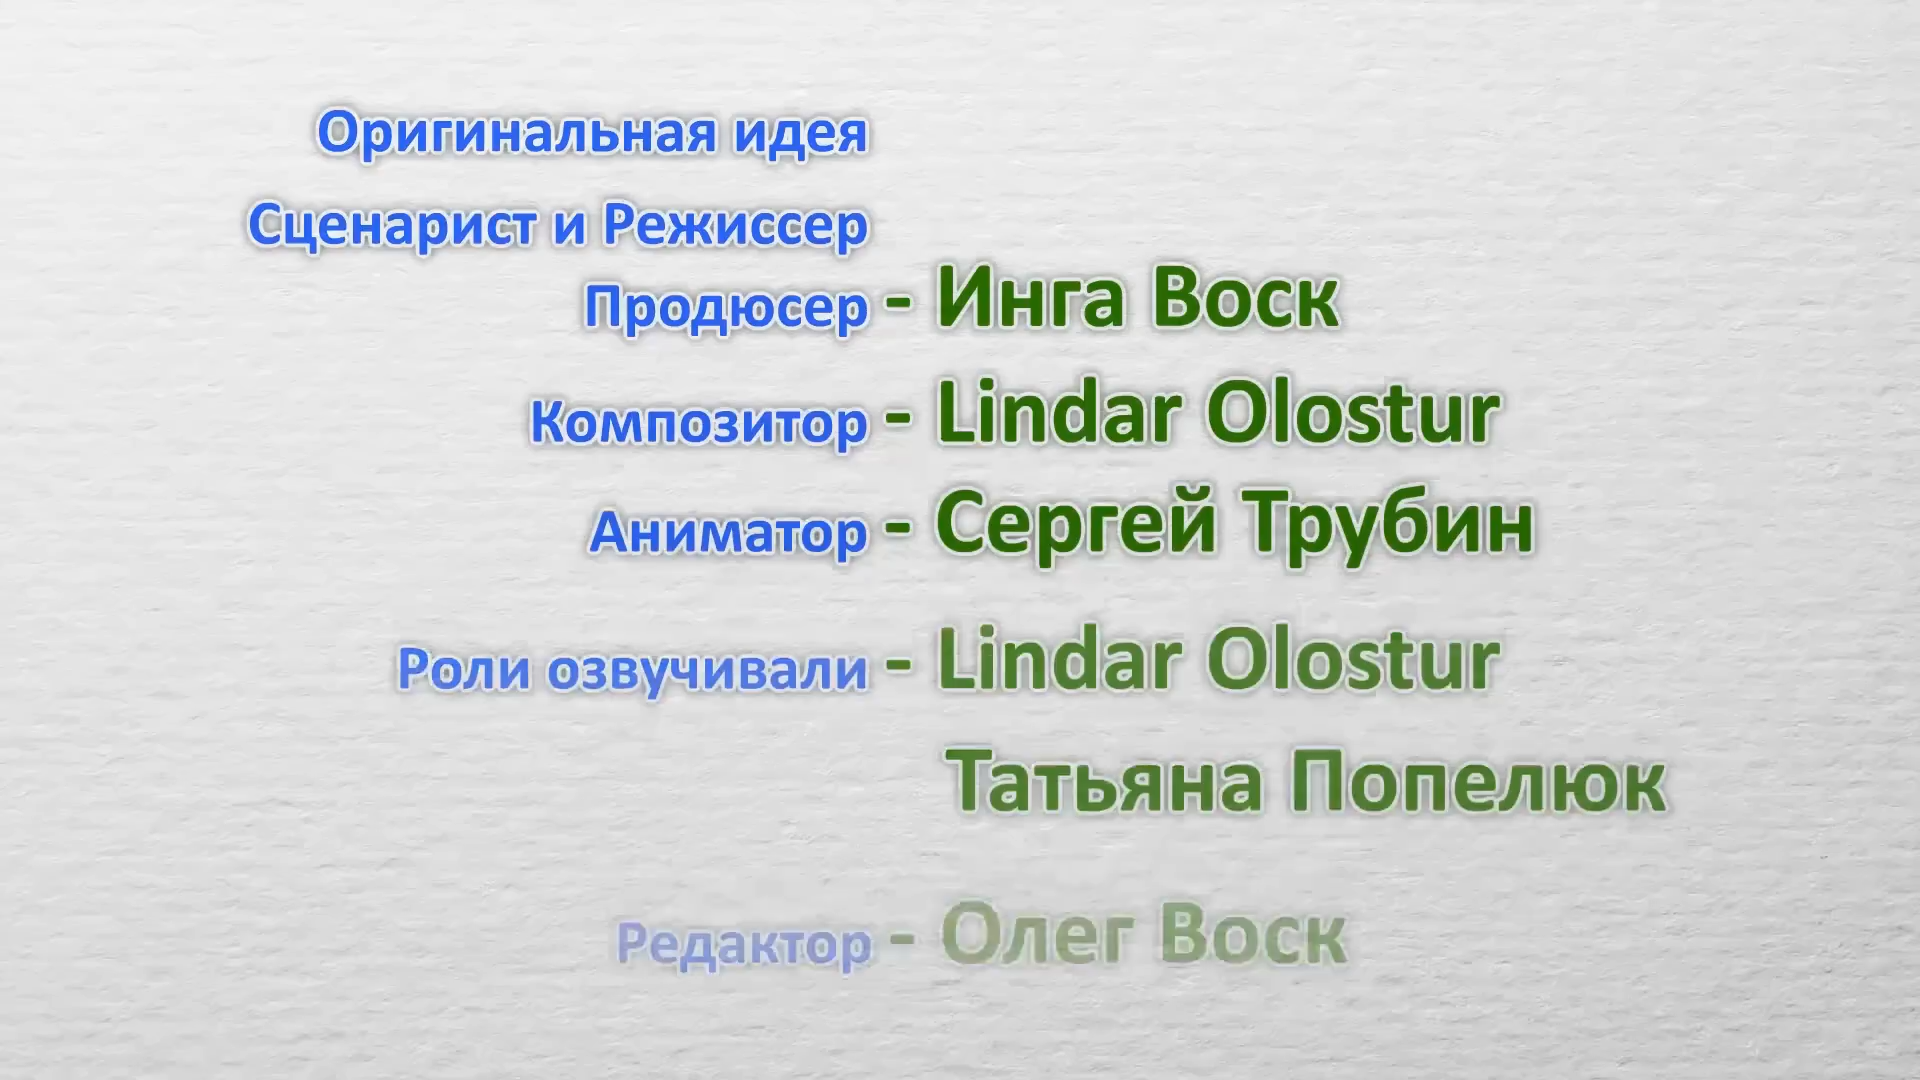 Оригинальная идея
Сценарист и Режиссер
Продюсер - Инга Воск
Композитор - Lindar Olostur
Аниматор - Сергей Трубин
Роли озвучивали - Lindar Olostur
Татьяна Попелюк
Редактор - Олег Воск